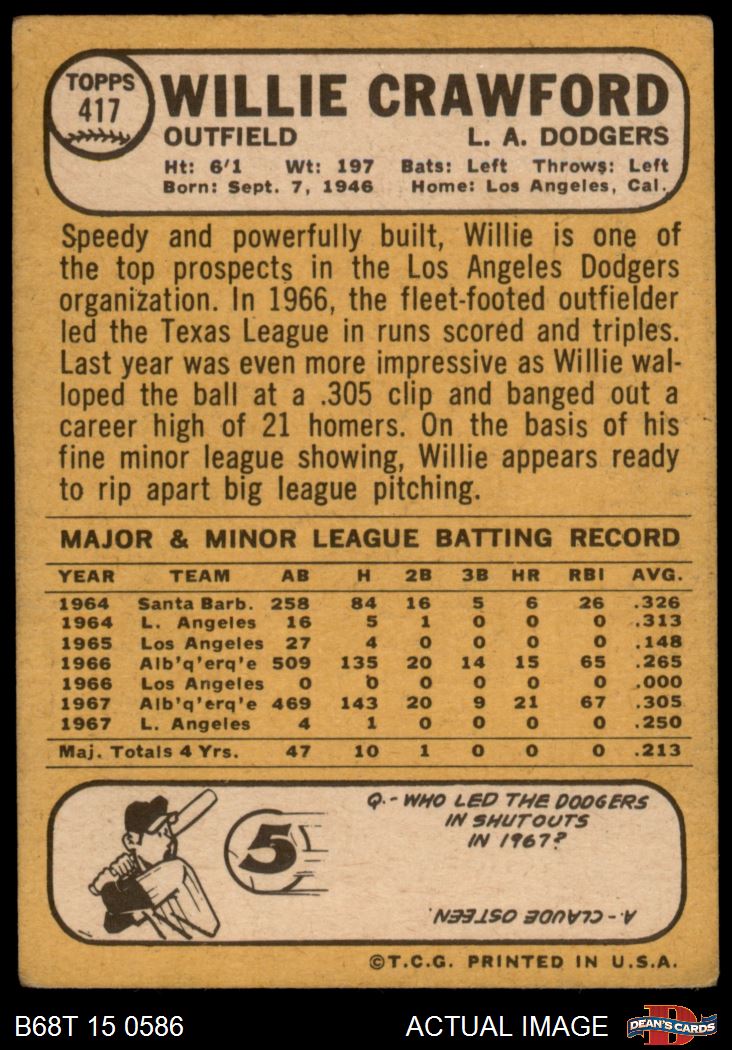 TOPPS
417
WILLIE CRAWFORD
OUTFIELD L. A. DODGERS
Ht: 6'1 Wt: 197 Bats: Left Throws: Left
Born: Sept. 7, 1946 Home: Los Angeles, Cal.
Speedy and powerfully built, Willie is one of
the top prospects in the Los Angeles Dodgers
organization. In 1966, the fleet-footed outfielder
led the Texas League in runs scored and triples.
Last year was even more impressive as Willie wal-
loped the ball at a .305 clip and banged out a
career high of 21 homers. On the basis of his
fine minor league showing, Willie appears ready
to rip apart big league pitching.
MAJOR & MINOR LEAGUE BATTING RECORD
YEAR TEAM AB H 2B 3B HR RBI AVG.
1964 Santa Barb. 258 84 16 5 6 26 .326
1964 L. Angeles 16 5 1 0 0 0 .313
1965 Los Angeles 27 4 0 0 0 0 .148
1966 Alb'q'erq'e 509 135 20 14 15 65 .265
1966 Los Angeles 0 0 0 0 0 0 .000
1967 Alb'q'erq'e 469 143 20 9 21 67 .305
1967 L. Angeles 4 1 0 0 0 0 .250
Maj. Totals 4 Yrs. 47 10 1 0 0 0 .213
5
Q.- WHO LED THE DODGERS
IN SHUTOUTS
IN 1967?
A.- CLAUDE OSTEEN.
©T.C.G. PRINTED IN U.S.A.
B68T 15 0586 ACTUAL IMAGE
D
DEAN'S CARDS